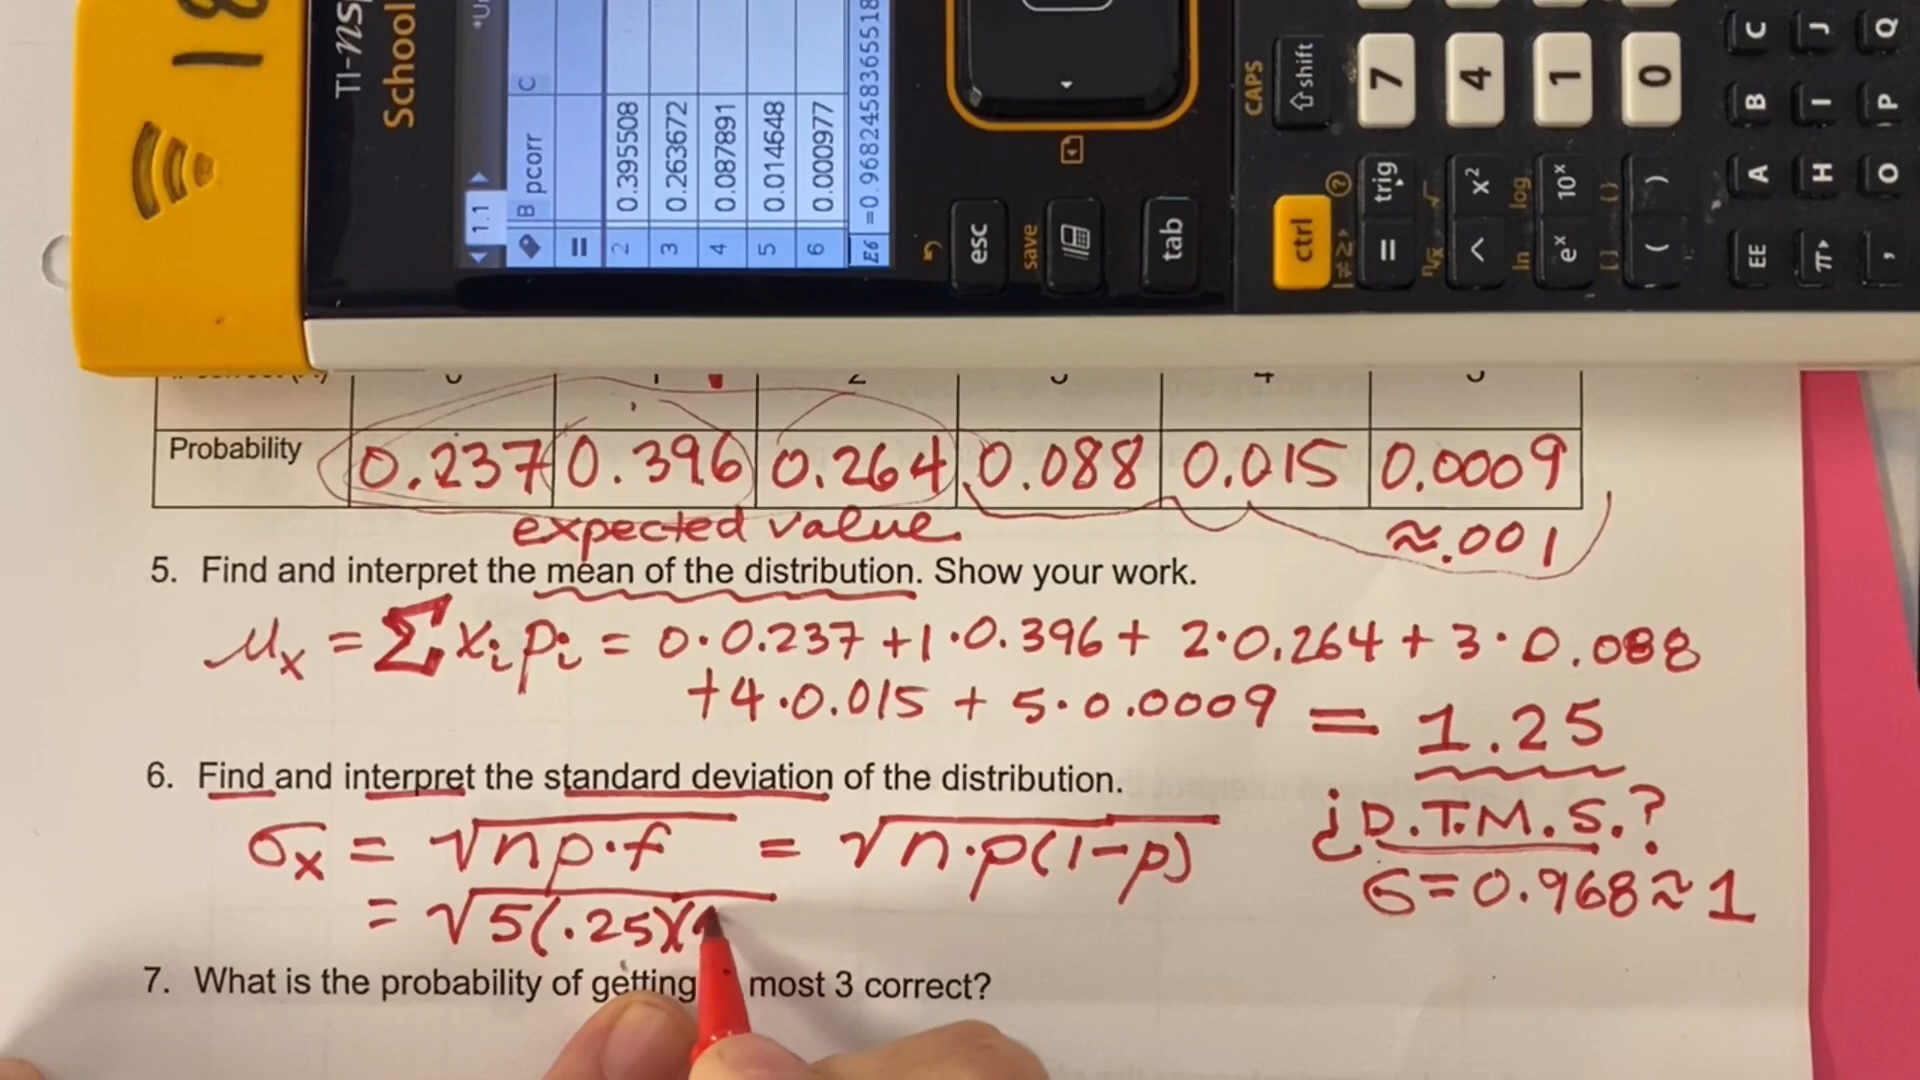 18
TI-nsp
School
*Un
1.1
B pcorr C
=
2 0.395508
3 0.263672
4 0.087891
5 0.014648
6 0.000977
E6 =0.9682458365518
esc
save
tab
CAPS
shift
7 4 1 0
ctrl
= trig
^ x² √
ln eˣ 10ˣ log
[ ] ( ) { }
EE A B C
π H I J
, O P Q
Probability 0.237 0.396 0.264 0.088 0.015 0.0009
expected value.
≈.001
5. Find and interpret the mean of the distribution. Show your work.
μx = Σ xi pi = 0·0.237 + 1·0.396 + 2·0.264 + 3·0.088
+4·0.015 + 5·0.0009 = 1.25
6. Find and interpret the standard deviation of the distribution.
σx = √np·f = √n·p(1-p)
¿D.T.M.S.?
σ=0.968≈1
= √5(.25)(
7. What is the probability of getting most 3 correct?